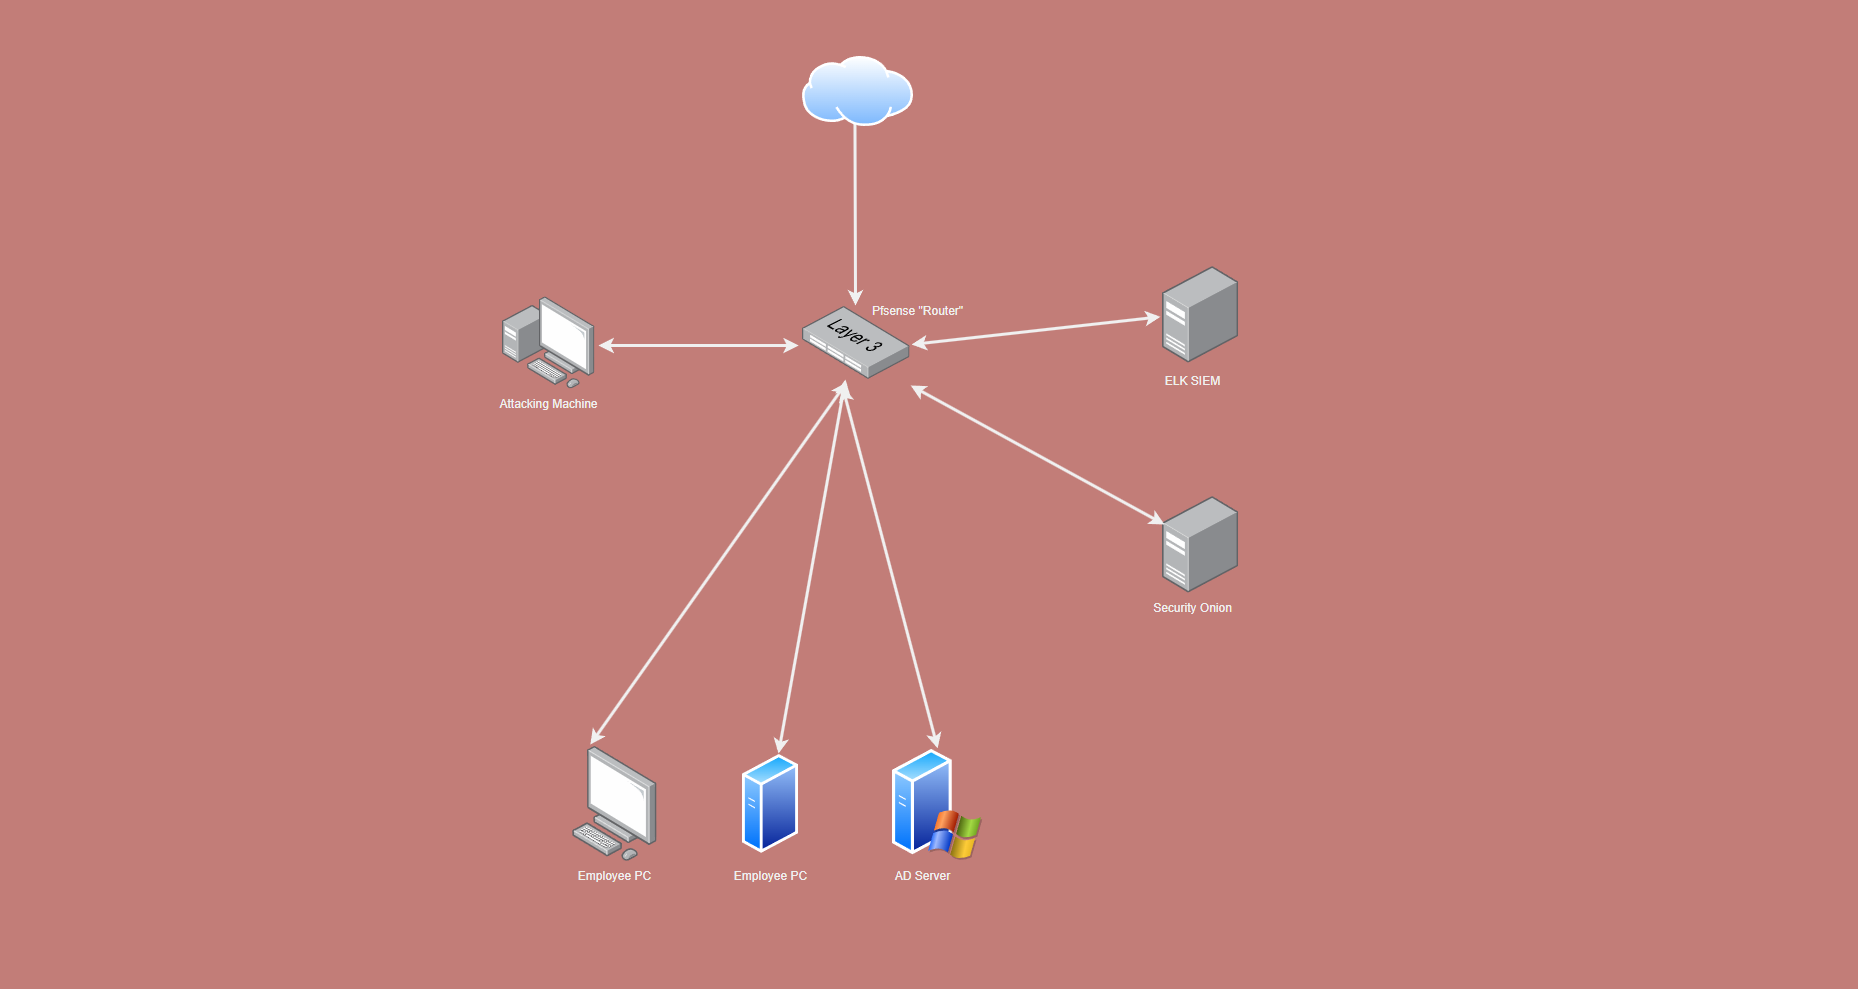 Pfsense "Router"
Layer 3
ELK SIEM
Attacking Machine
Security Onion
Employee PC
Employee PC
AD Server